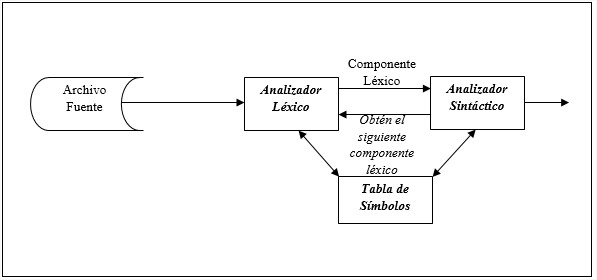 Archivo
Fuente
Analizador
Léxico
Componente
Léxico
Analizador
Sintáctico
Obtén el
siguiente
componente
léxico
Tabla de
Símbolos